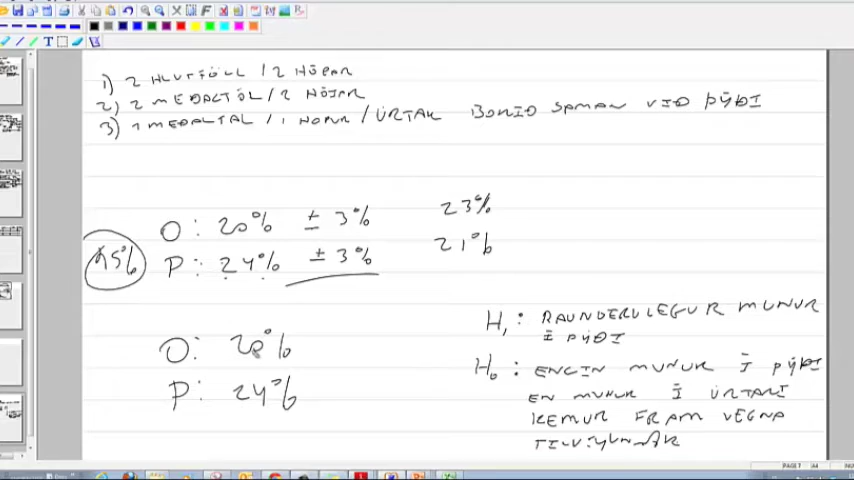 1) 2 HLUTFÖLL / 2 HÓPAR
2) 2 MEÐALTÖL / 2 HÓPAR
3) 1 MEÐALTAL / 1 HÓPUR / ÚRTAK BORIÐ SAMAN VIÐ ÞÝÐI
O: 20% ± 3% 23%
95% P: 24% ± 3% 21%
O: 20%
P: 24%
H1: RAUNVERULEGUR MUNUR
Í ÞÝÐI
H0: ENGIN MUNUR Í ÞÝÐI
EN MUNUR Í ÚRTAKI
KEMUR FRAM VEGNA
TILVILJUNAR
PAGE 7